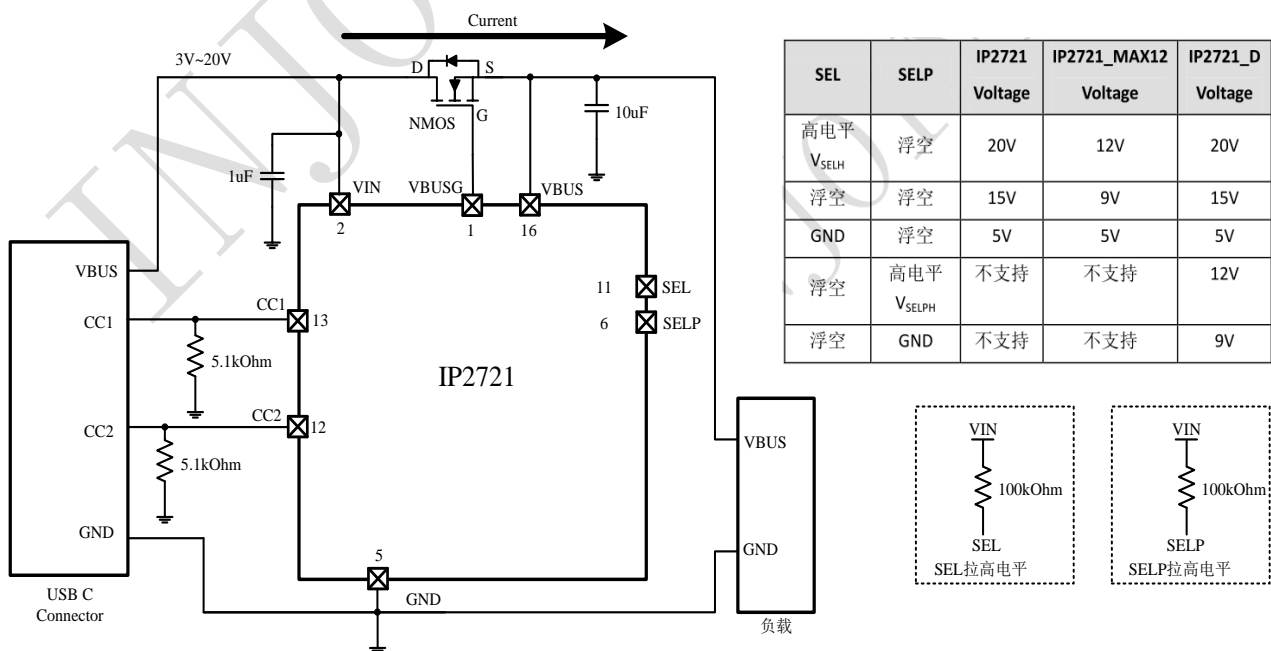 Current
3V~20V
D
S
G
NMOS
10uF
1uF
VIN
VBUSG
VBUS
2
1
16
VBUS
CC1
CC1
13
5.1kOhm
CC2
CC2
12
5.1kOhm
GND
11
SEL
6
SELP
IP2721
5
GND
USB C
Connector
VBUS
GND
负载
SEL SELP IP2721 Voltage IP2721_MAX12 Voltage IP2721_D Voltage
高电平 VSELH 浮空 20V 12V 20V
浮空 浮空 15V 9V 15V
GND 浮空 5V 5V 5V
浮空 高电平 VSELPH 不支持 不支持 12V
浮空 GND 不支持 不支持 9V
VIN
100kOhm
SEL
SEL拉高电平
VIN
100kOhm
SELP
SELP拉高电平